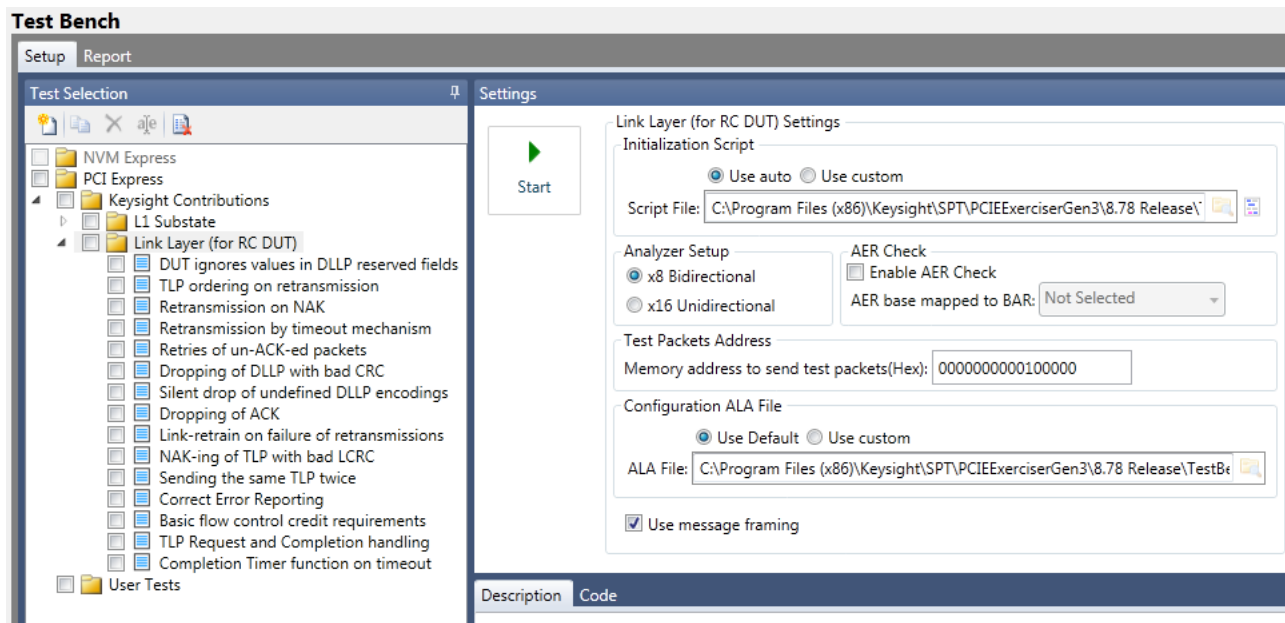 Test Bench
Setup Report
Test Selection
NVM Express
PCI Express
Keysight Contributions
L1 Substate
Link Layer (for RC DUT)
DUT ignores values in DLLP reserved fields
TLP ordering on retransmission
Retransmission on NAK
Retransmission by timeout mechanism
Retries of un-ACK-ed packets
Dropping of DLLP with bad CRC
Silent drop of undefined DLLP encodings
Dropping of ACK
Link-retrain on failure of retransmissions
NAK-ing of TLP with bad LCRC
Sending the same TLP twice
Correct Error Reporting
Basic flow control credit requirements
TLP Request and Completion handling
Completion Timer function on timeout
User Tests
Settings
Start
Link Layer (for RC DUT) Settings
Initialization Script
Use auto Use custom
Script File: C:\Program Files (x86)\Keysight\SPT\PCIEExerciserGen3\8.78 Release\
Analyzer Setup
x8 Bidirectional
x16 Unidirectional
AER Check
Enable AER Check
AER base mapped to BAR: Not Selected
Test Packets Address
Memory address to send test packets(Hex): 0000000000100000
Configuration ALA File
Use Default Use custom
ALA File: C:\Program Files (x86)\Keysight\SPT\PCIEExerciserGen3\8.78 Release\TestBe
Use message framing
Description Code